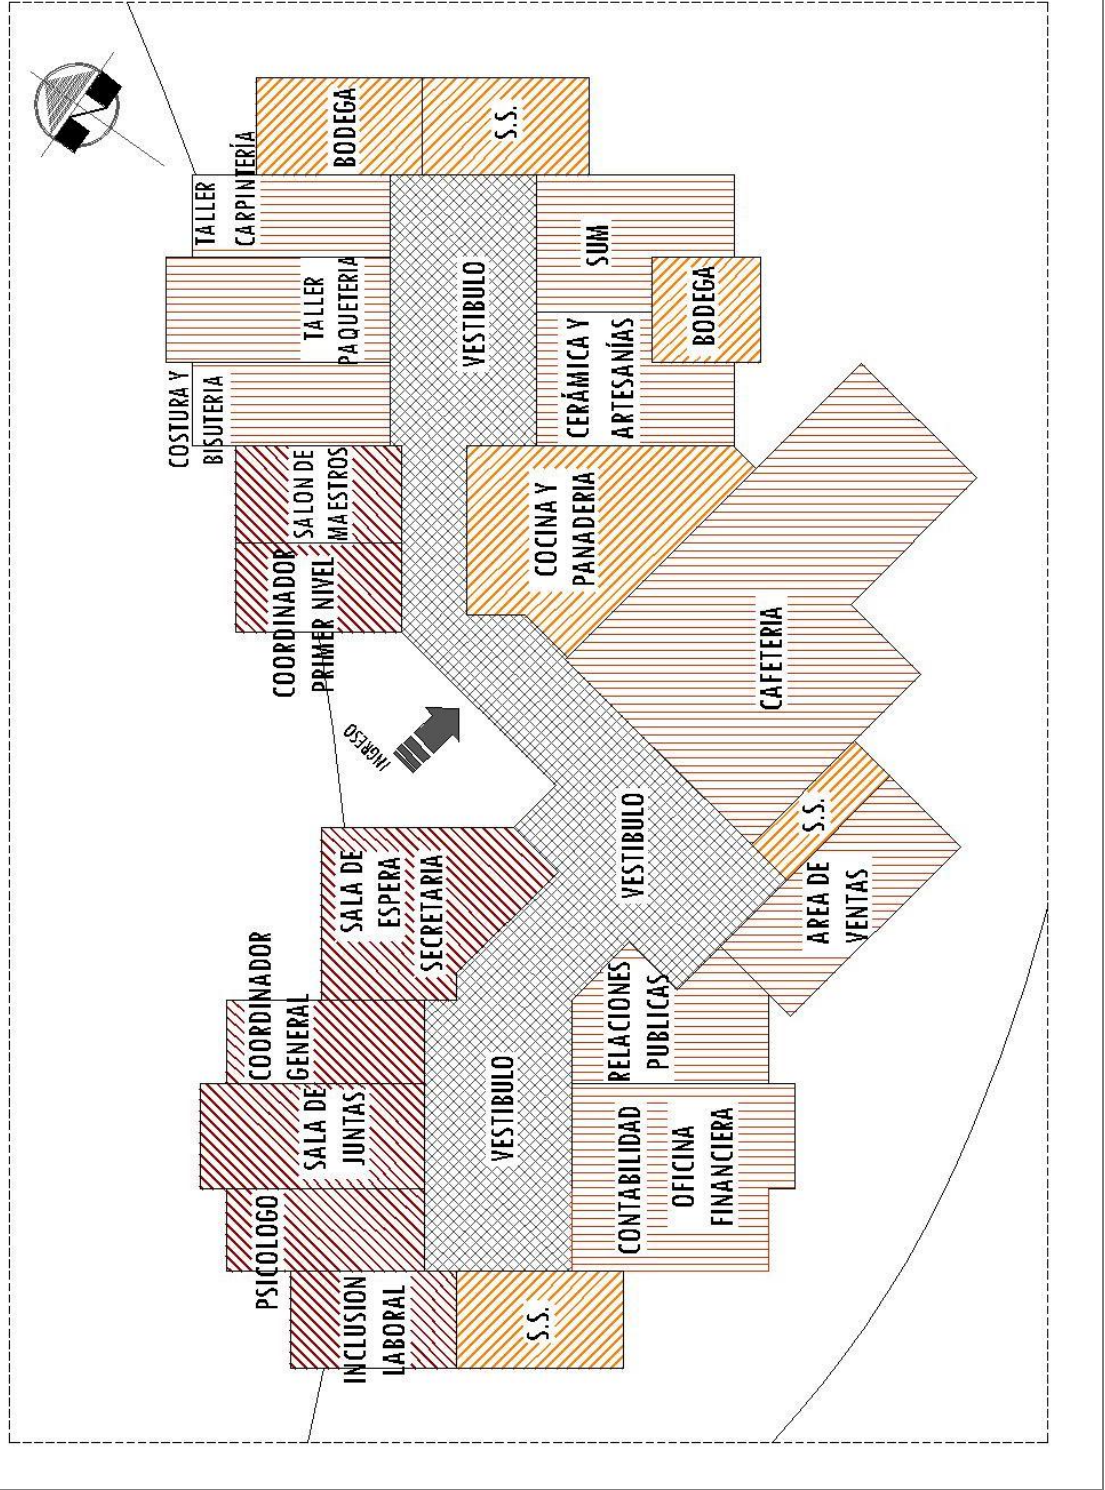 INCLUSION
LABORAL
PSICOLOGO
SALA DE
JUNTAS
COORDINADOR
GENERAL
SALA DE
ESPERA
SECRETARIA
INGRESO
COORDINADOR
PRIMER NIVEL
SALON DE
MAESTROS
COSTURA Y
BISUTERIA
TALLER
PAQUETERIA
TALLER
CARPINTERÍA
BODEGA
S.S.
VESTIBULO
VESTIBULO
VESTIBULO
S.S.
CONTABILIDAD
OFICINA
FINANCIERA
RELACIONES
PUBLICAS
AREA DE
VENTAS
S.S.
CAFETERIA
COCINA Y
PANADERIA
CERÁMICA Y
ARTESANÍAS
SUM
BODEGA
N